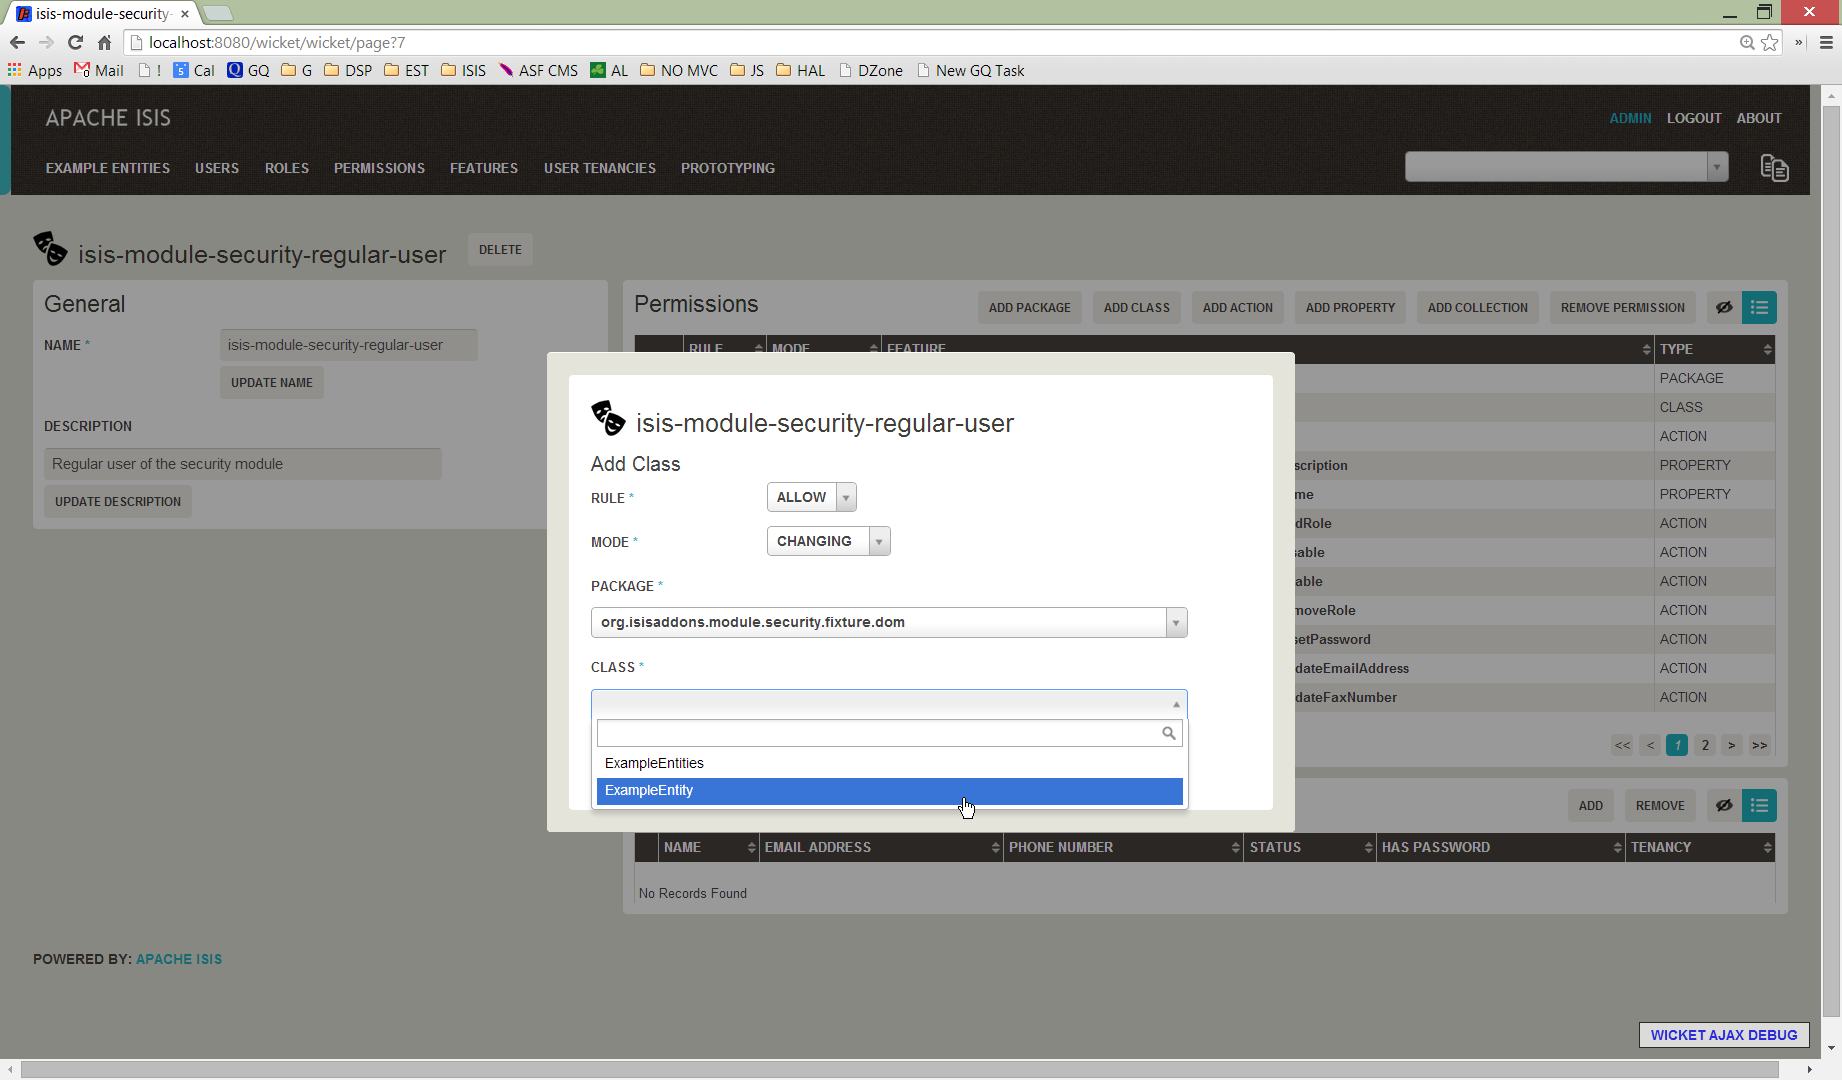 isis-module-security-
localhost:8080/wicket/wicket/page?7
Apps Mail ! Cal GQ G DSP EST ISIS ASF CMS AL NO MVC JS HAL DZone New GQ Task
APACHE ISIS
ADMIN LOGOUT ABOUT
EXAMPLE ENTITIES USERS ROLES PERMISSIONS FEATURES USER TENANCIES PROTOTYPING
isis-module-security-regular-user DELETE
General
NAME * isis-module-security-regular-user
UPDATE NAME
DESCRIPTION
Regular user of the security module
UPDATE DESCRIPTION
Permissions ADD PACKAGE ADD CLASS ADD ACTION ADD PROPERTY ADD COLLECTION REMOVE PERMISSION
RULE MODE FEATURE TYPE
PACKAGE
CLASS
ACTION
scription PROPERTY
me PROPERTY
dRole ACTION
sable ACTION
able ACTION
moveRole ACTION
setPassword ACTION
dateEmailAddress ACTION
dateFaxNumber ACTION
<< < 1 2 > >>
isis-module-security-regular-user
Add Class
RULE * ALLOW
MODE * CHANGING
PACKAGE *
org.isisaddons.module.security.fixture.dom
CLASS *
ExampleEntities
ExampleEntity
ADD REMOVE
NAME EMAIL ADDRESS PHONE NUMBER STATUS HAS PASSWORD TENANCY
No Records Found
POWERED BY: APACHE ISIS
WICKET AJAX DEBUG